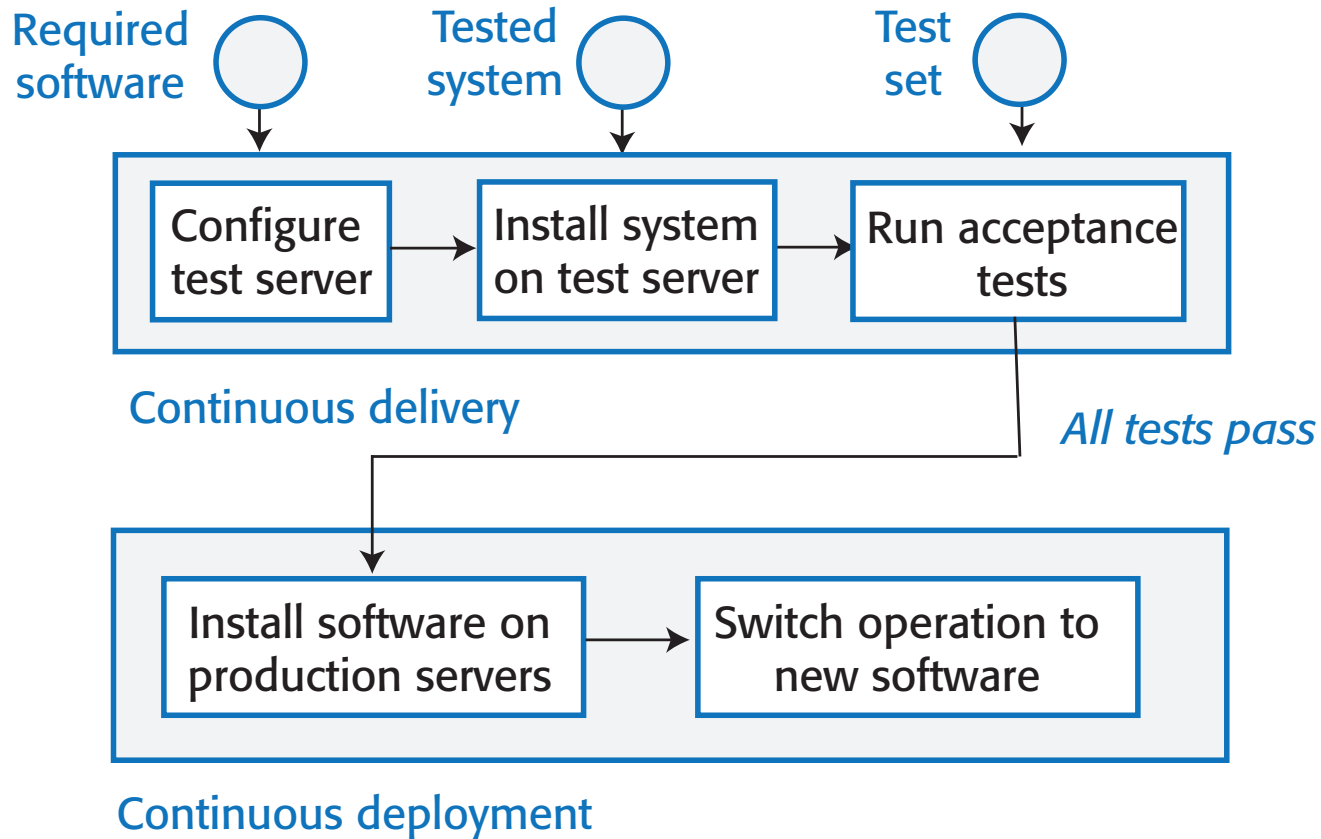 Required
software
Tested
system
Test
set
Configure
test server
Install system
on test server
Run acceptance
tests
Continuous delivery
All tests pass
Install software on
production servers
Switch operation to
new software
Continuous deployment